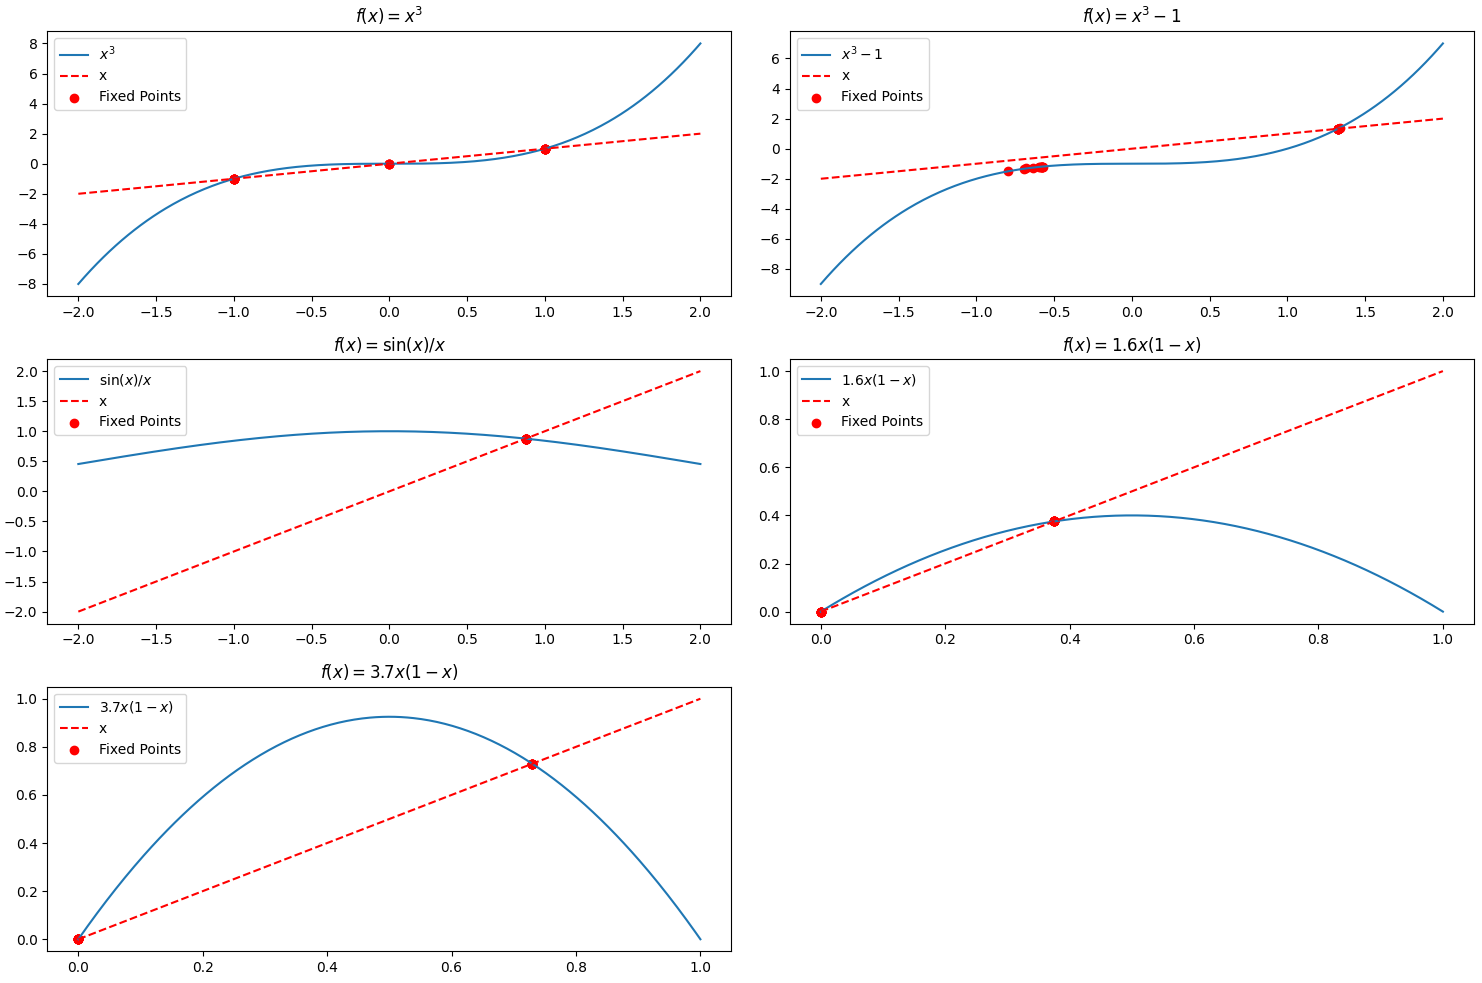 f(x) = x³
8
6
4
2
0
−2
−4
−6
−8
x³
x
Fixed Points
−2.0 −1.5 −1.0 −0.5 0.0 0.5 1.0 1.5 2.0
f(x) = x³ − 1
6
4
2
0
−2
−4
−6
−8
x³ − 1
x
Fixed Points
−2.0 −1.5 −1.0 −0.5 0.0 0.5 1.0 1.5 2.0
f(x) = sin(x)/x
2.0
1.5
1.0
0.5
0.0
−0.5
−1.0
−1.5
−2.0
sin(x)/x
x
Fixed Points
−2.0 −1.5 −1.0 −0.5 0.0 0.5 1.0 1.5 2.0
f(x) = 1.6x(1 − x)
1.0
0.8
0.6
0.4
0.2
0.0
1.6x(1 − x)
x
Fixed Points
0.0 0.2 0.4 0.6 0.8 1.0
f(x) = 3.7x(1 − x)
1.0
0.8
0.6
0.4
0.2
0.0
3.7x(1 − x)
x
Fixed Points
0.0 0.2 0.4 0.6 0.8 1.0